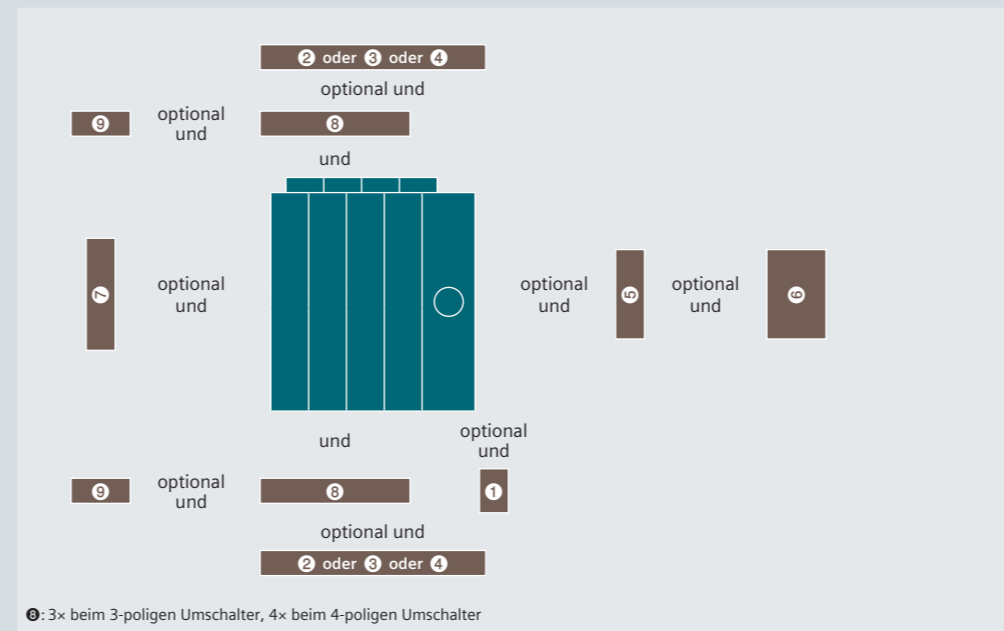 ❷ oder ❸ oder ❹
optional und
❾
optional
und
❽
und
❼
optional
und
optional
und
❺
optional
und
❻
und
optional
und
❾
optional
und
❽
❶
optional und
❷ oder ❸ oder ❹
❽: 3× beim 3-poligen Umschalter, 4× beim 4-poligen Umschalter